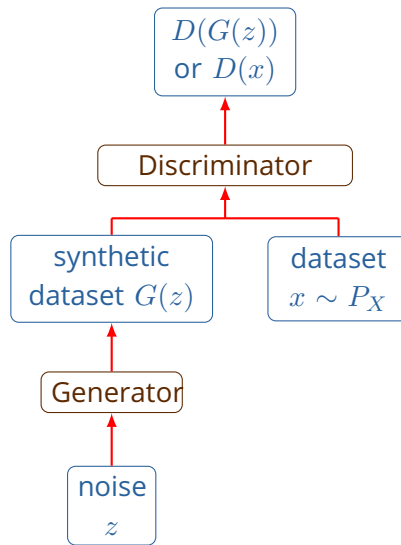 D(G(z))
or D(x)
Discriminator
synthetic
dataset G(z)
dataset
x ∼ P_X
Generator
noise
z